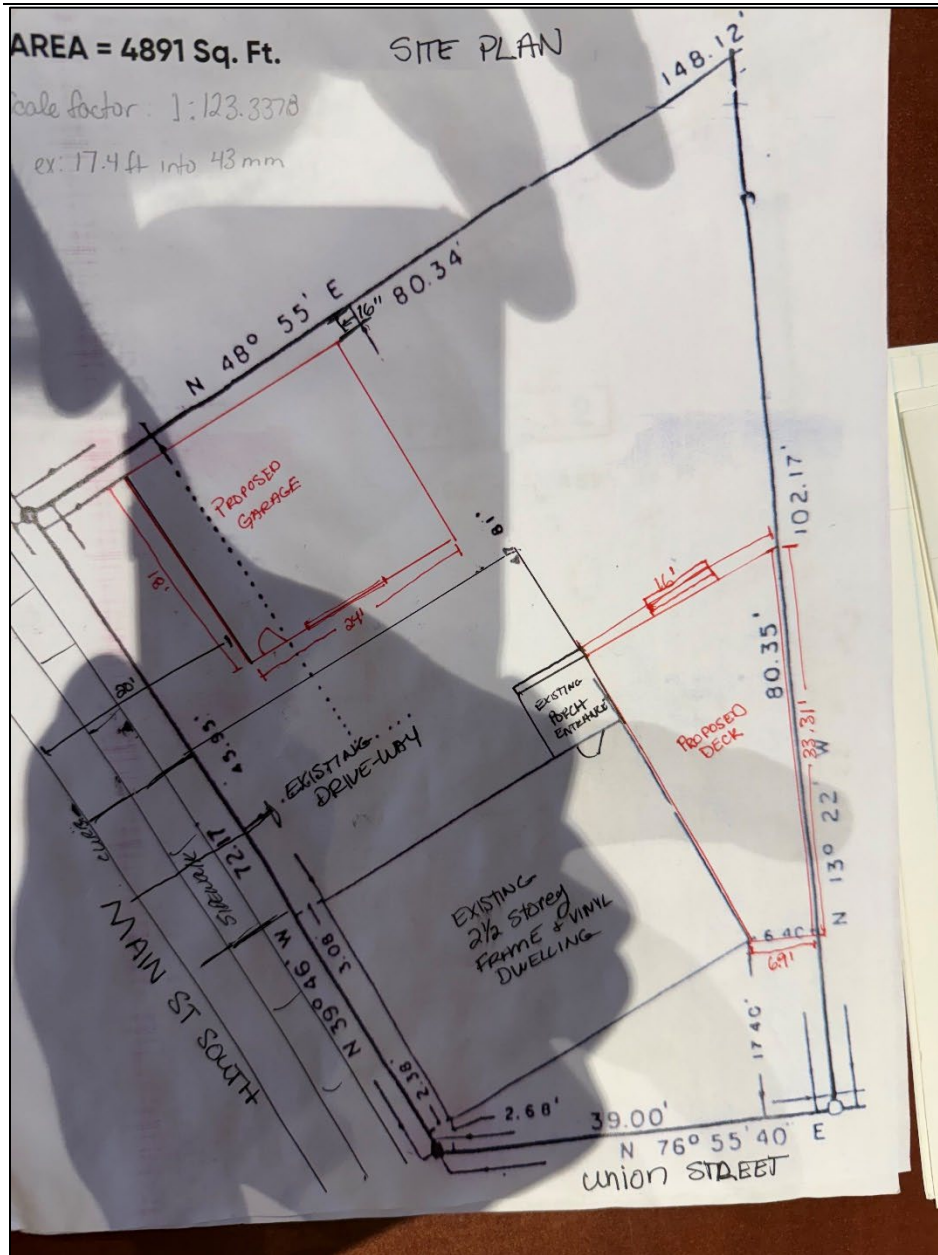 AREA = 4891 Sq. Ft.
SITE PLAN
148.12'
Scale factor. 1:123.3378
ex: 17.4 ft into 43 mm
N 48° 55' E
80.34'
16"
PROPOSED
GARAGE
18'
24'
18'
102.17'
16'
80.35'
33.31'
N 13° 22' W
EXISTING
PORCH
ENTRANCE
PROPOSED
DECK
EXISTING....
DRIVE-WAY
18'
45.93'
72.17
CURB
SIDEWALK
MAIN ST SOUTH
N 39° 46' W
3.08'
2.38'
EXISTING
2½ Storey
FRAME & VINYL
DWELLING
6.40
6.91
17.40'
2.68'
39.00'
N 76° 55' 40" E
Union STREET